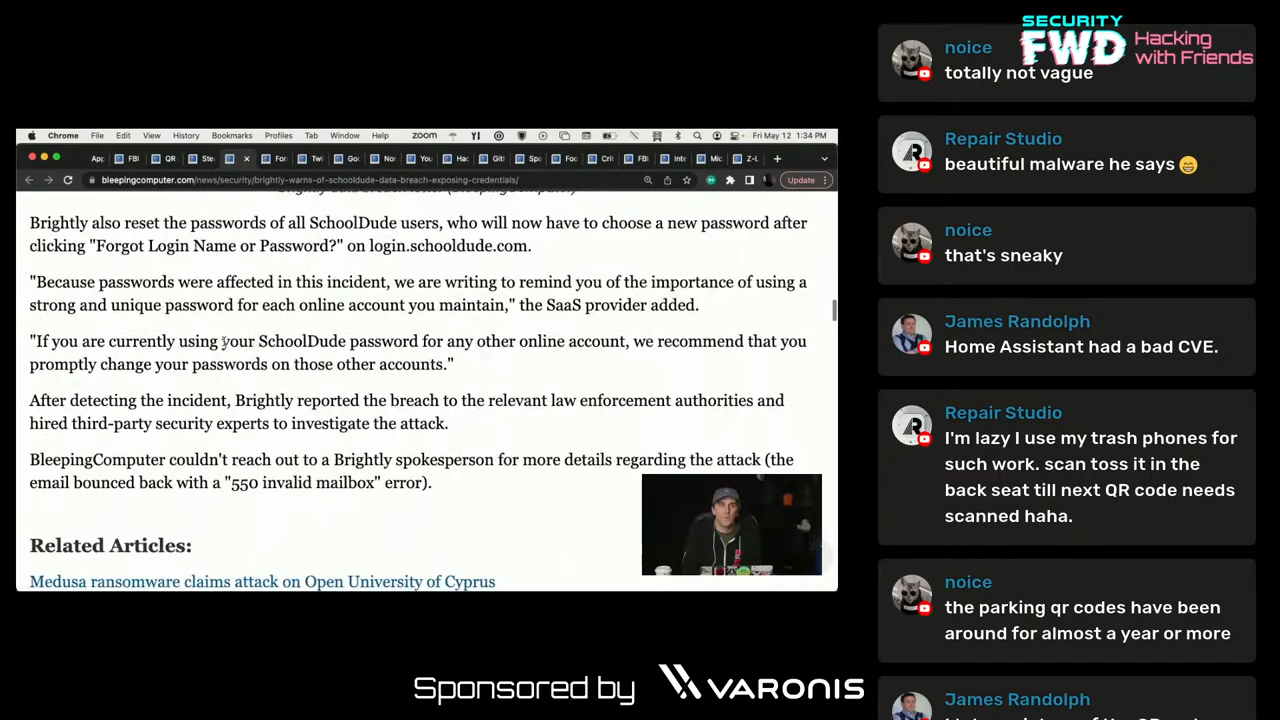 SECURITY
FWD Hacking
with Friends
noice
totally not vague
Repair Studio
beautiful malware he says 😁
noice
that's sneaky
James Randolph
Home Assistant had a bad CVE.
Repair Studio
I'm lazy I use my trash phones for
such work. scan toss it in the
back seat till next QR code needs
scanned haha.
noice
the parking qr codes have been
around for almost a year or more
James Randolph
Chrome File Edit View History Bookmarks Profiles Tab Window Help zoom Fri May 12 1:34 PM
bleepingcomputer.com/news/security/brightly-warns-of-schooldude-data-breach-exposing-credentials/ Update
Brightly also reset the passwords of all SchoolDude users, who will now have to choose a new password after
clicking "Forgot Login Name or Password?" on login.schooldude.com.
"Because passwords were affected in this incident, we are writing to remind you of the importance of using a
strong and unique password for each online account you maintain," the SaaS provider added.
"If you are currently using your SchoolDude password for any other online account, we recommend that you
promptly change your passwords on those other accounts."
After detecting the incident, Brightly reported the breach to the relevant law enforcement authorities and
hired third-party security experts to investigate the attack.
BleepingComputer couldn't reach out to a Brightly spokesperson for more details regarding the attack (the
email bounced back with a "550 invalid mailbox" error).
Related Articles:
Medusa ransomware claims attack on Open University of Cyprus
Sponsored by VARONIS